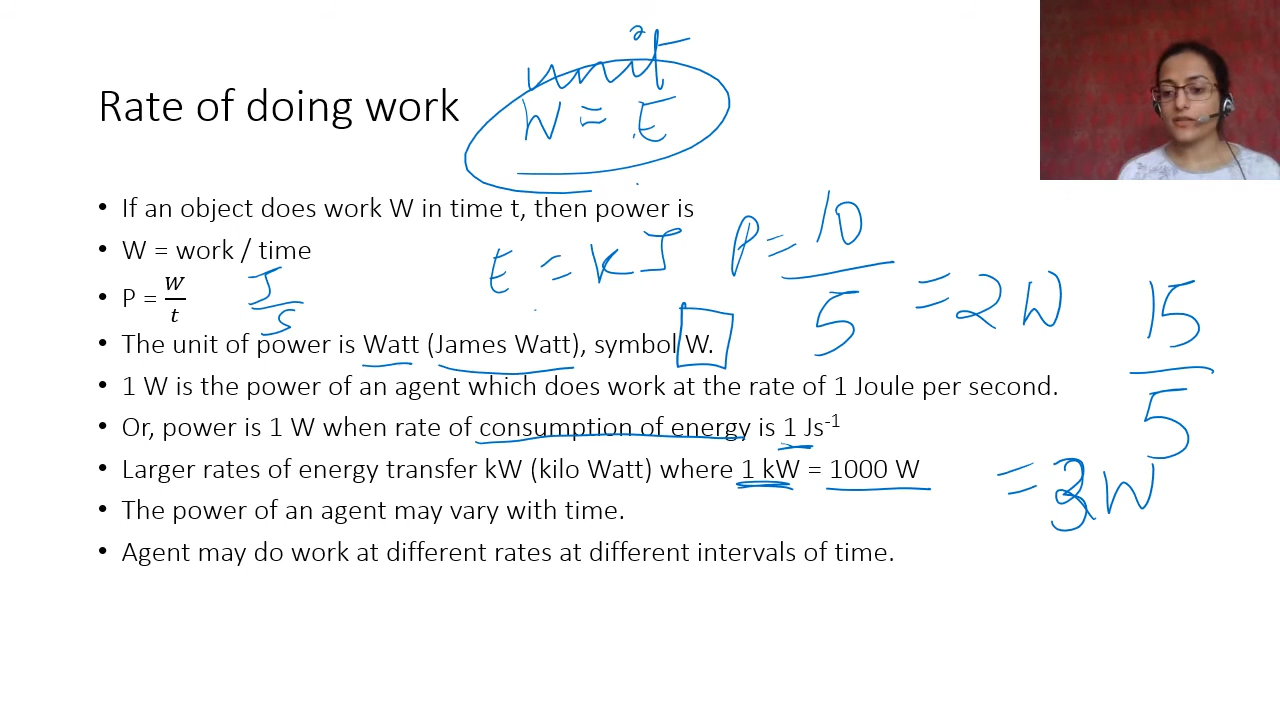 unit
W = E
Rate of doing work
• If an object does work W in time t, then power is
• W = work / time
• P = W/t
J/S
E = kJ
P = 10/5 = 2W
• The unit of power is Watt (James Watt), symbol W.
15/5
= 3W
• 1 W is the power of an agent which does work at the rate of 1 Joule per second.
• Or, power is 1 W when rate of consumption of energy is 1 Js⁻¹
• Larger rates of energy transfer kW (kilo Watt) where 1 kW = 1000 W
• The power of an agent may vary with time.
• Agent may do work at different rates at different intervals of time.